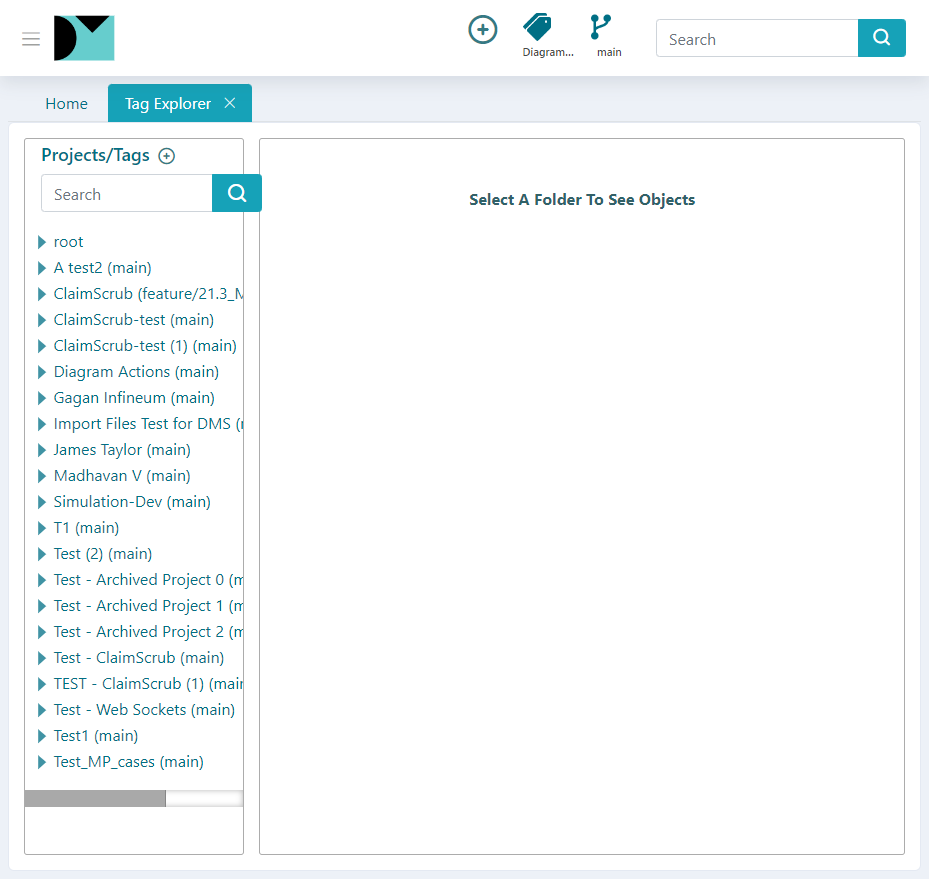 Diagram...
main
Search
Home
Tag Explorer
Projects/Tags
Search
Select A Folder To See Objects
root
A test2 (main)
ClaimScrub (feature/21.3_M
ClaimScrub-test (main)
ClaimScrub-test (1) (main)
Diagram Actions (main)
Gagan Infineum (main)
Import Files Test for DMS (
James Taylor (main)
Madhavan V (main)
Simulation-Dev (main)
T1 (main)
Test (2) (main)
Test - Archived Project 0 (m
Test - Archived Project 1 (m
Test - Archived Project 2 (m
Test - ClaimScrub (main)
TEST - ClaimScrub (1) (main
Test - Web Sockets (main)
Test1 (main)
Test_MP_cases (main)